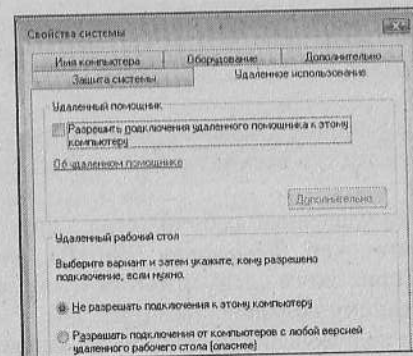 Свойства системы
Имя компьютера Оборудование Дополнительно
Защита системы Удаленное использование
Удаленный помощник
Разрешить подключения удаленного помощника к этому
компьютеру
Об удаленном помощнике
Дополнительно...
Удаленный рабочий стол
Выберите вариант и затем укажите, кому разрешено
подключение, если нужно.
Не разрешать подключения к этому компьютеру
Разрешать подключения от компьютеров с любой версией
удаленного рабочего стола (опаснее)